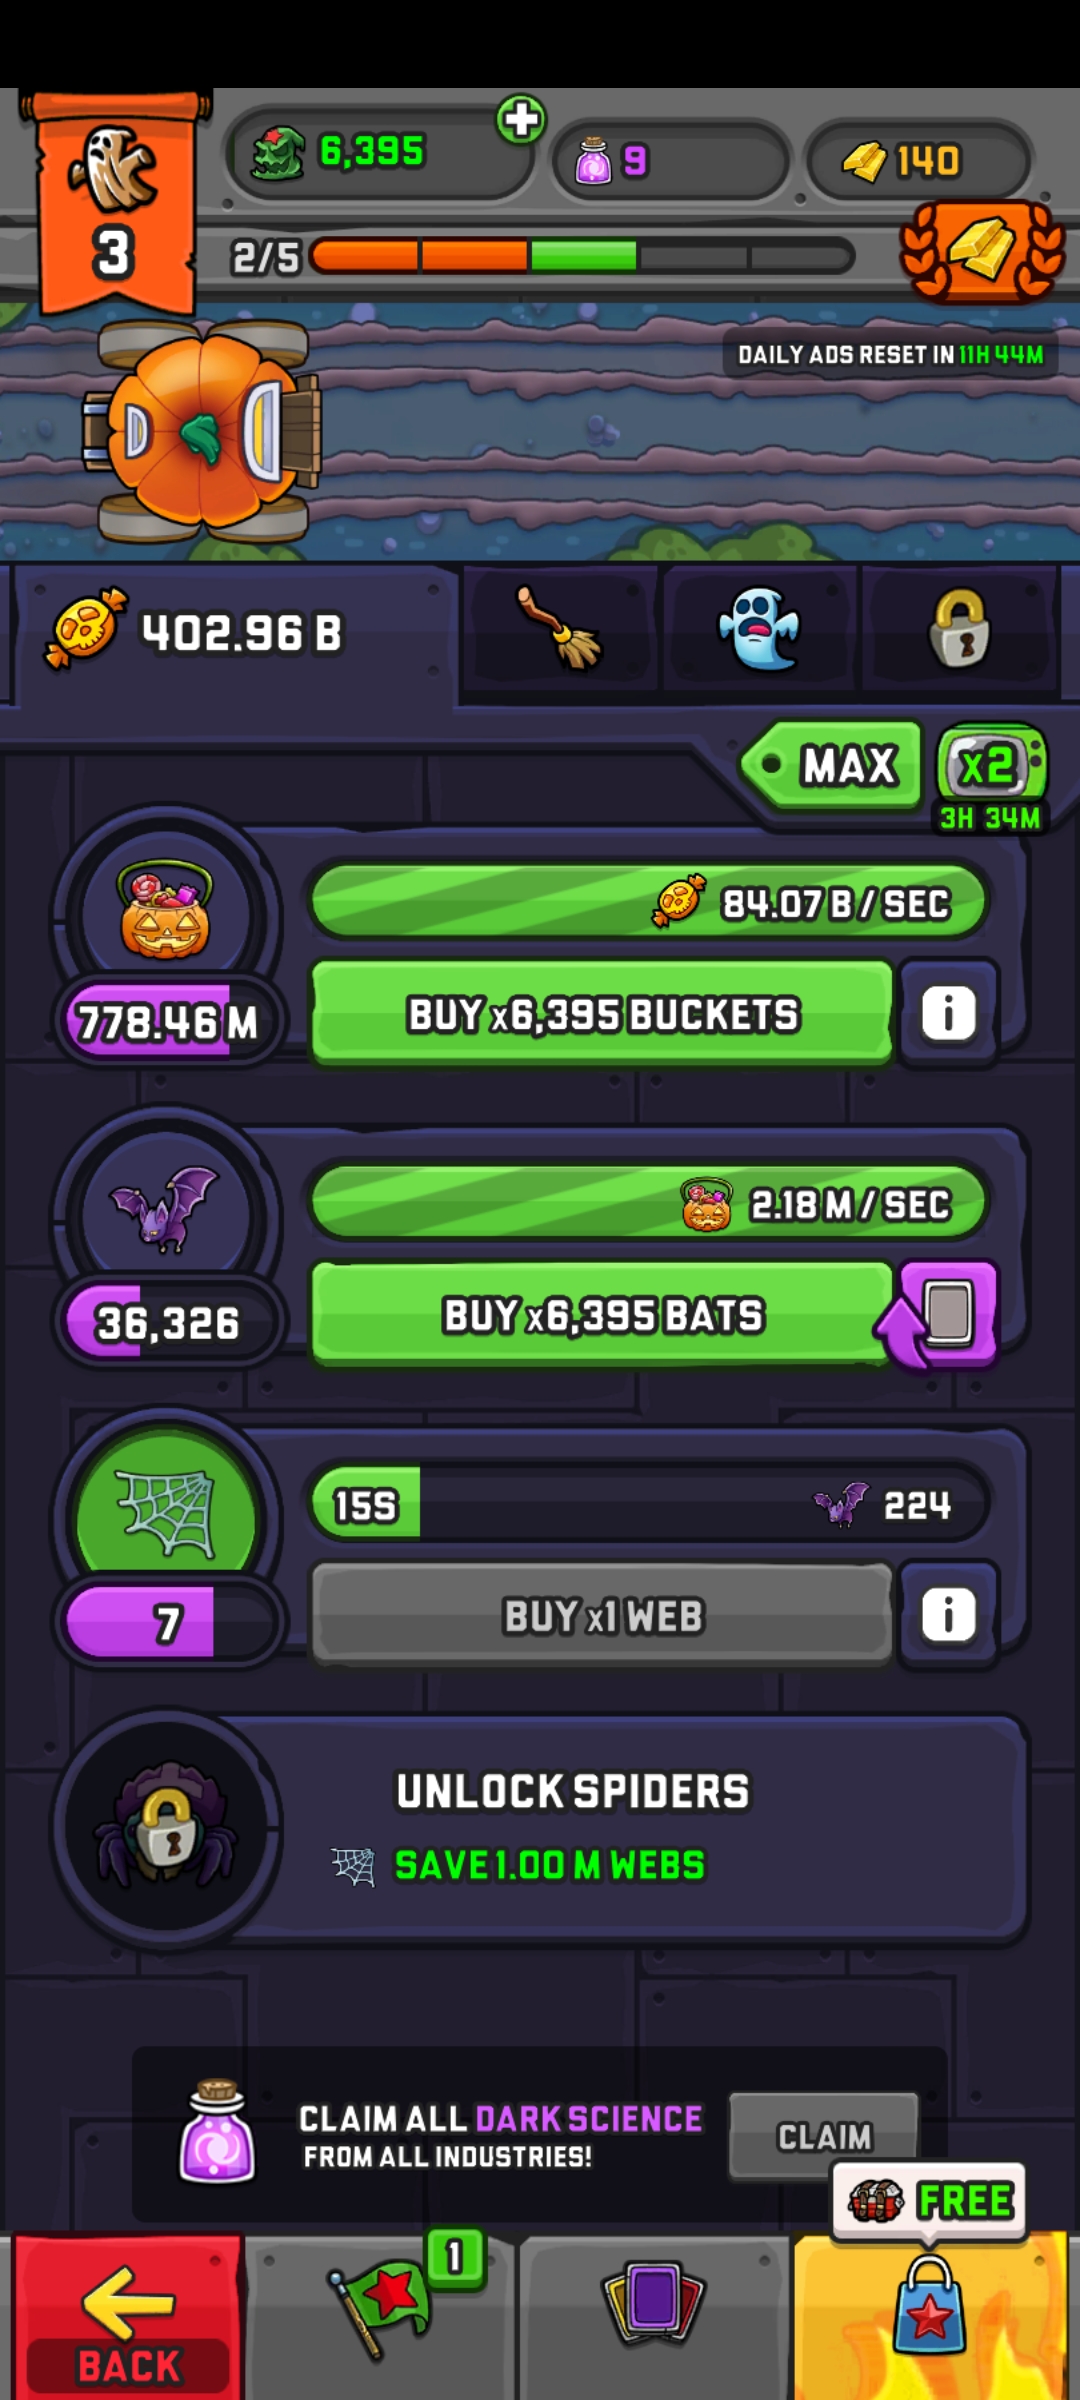 6,395
9
140
3
2/5
DAILY ADS RESET IN 11H 44M
402.96 B
MAX
x2
3H 34M
84.07 B / SEC
778.46 M
BUY x6,395 BUCKETS
i
2.18 M / SEC
36,326
BUY x6,395 BATS
15S
224
7
BUY x1 WEB
i
UNLOCK SPIDERS
SAVE 1.00 M WEBS
CLAIM ALL DARK SCIENCE
FROM ALL INDUSTRIES!
CLAIM
FREE
1
BACK